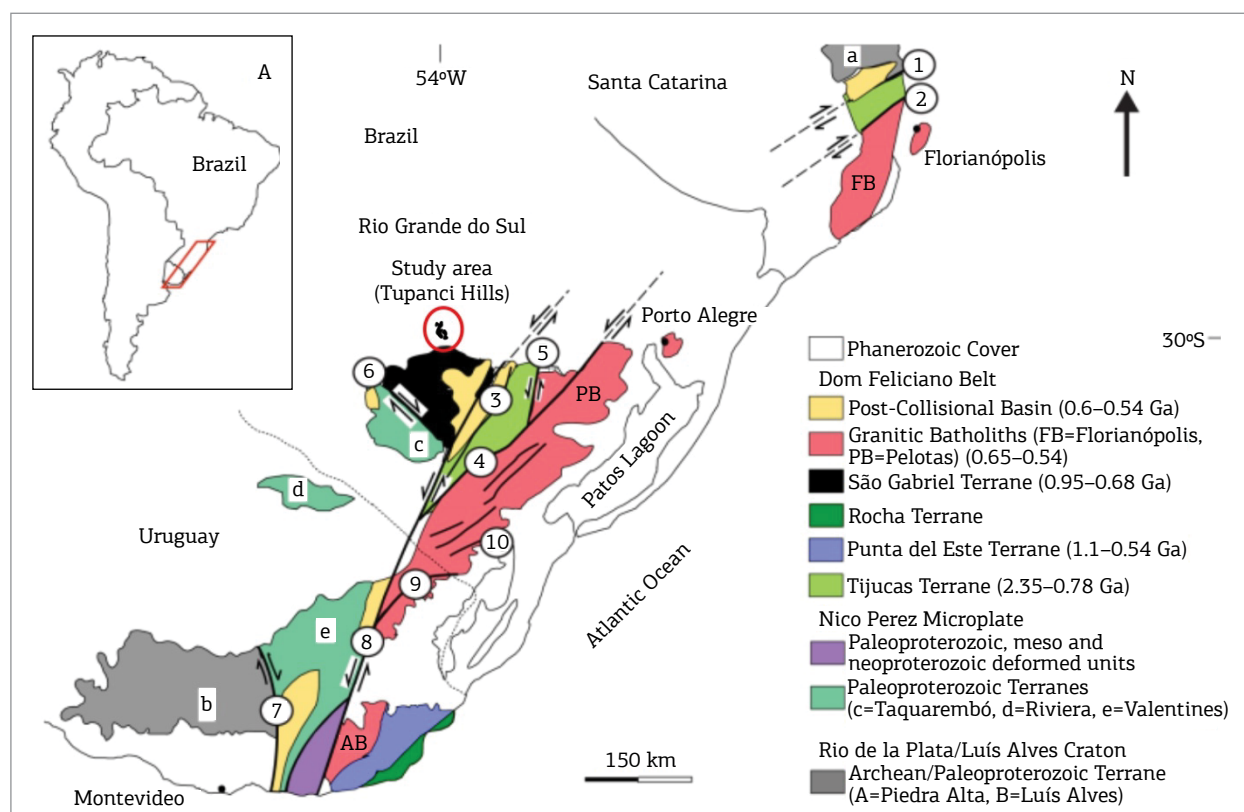 A
Brazil
54ºW
Santa Catarina
Brazil
a
1
2
N
Florianópolis
FB
Rio Grande do Sul
Study area
(Tupanci Hills)
Porto Alegre
30ºS
6
5
3
PB
c
4
Patos Lagoon
d
Uruguay
10
9
Atlantic Ocean
e
8
b
7
AB
150 km
Montevideo
Phanerozoic Cover
Dom Feliciano Belt
Post-Collisional Basin (0.6–0.54 Ga)
Granitic Batholiths (FB=Florianópolis,
PB=Pelotas) (0.65–0.54)
São Gabriel Terrane (0.95–0.68 Ga)
Rocha Terrane
Punta del Este Terrane (1.1–0.54 Ga)
Tijucas Terrane (2.35–0.78 Ga)
Nico Perez Microplate
Paleoproterozoic, meso and
neoproterozoic deformed units
Paleoproterozoic Terranes
(c=Taquarembó, d=Riviera, e=Valentines)
Rio de la Plata/Luís Alves Craton
Archean/Paleoproterozoic Terrane
(A=Piedra Alta, B=Luís Alves)